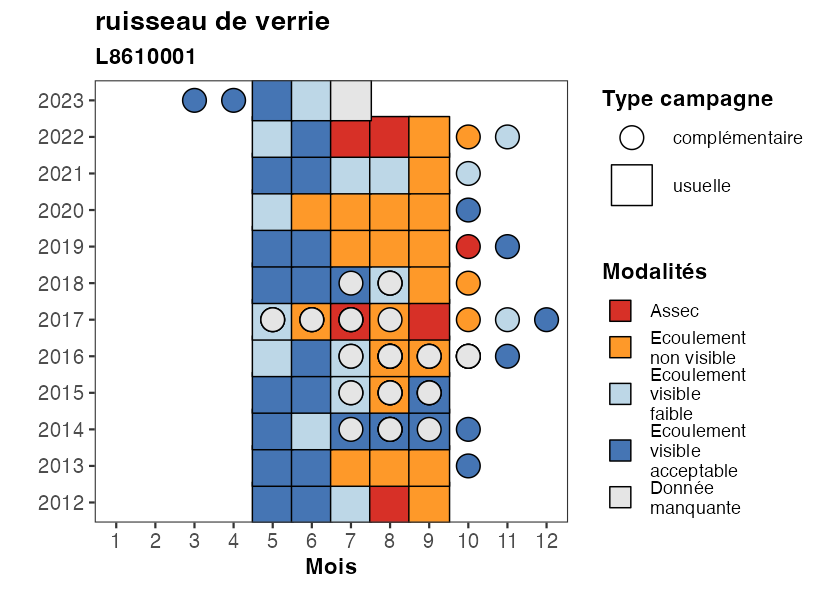 ruisseau de verrie
L8610001
2023
2022
2021
2020
2019
2018
2017
2016
2015
2014
2013
2012
1 2 3 4 5 6 7 8 9 10 11 12
Mois
Type campagne
complémentaire
usuelle
Modalités
Assec
Ecoulement
non visible
Ecoulement
visible
faible
Ecoulement
visible
acceptable
Donnée
manquante